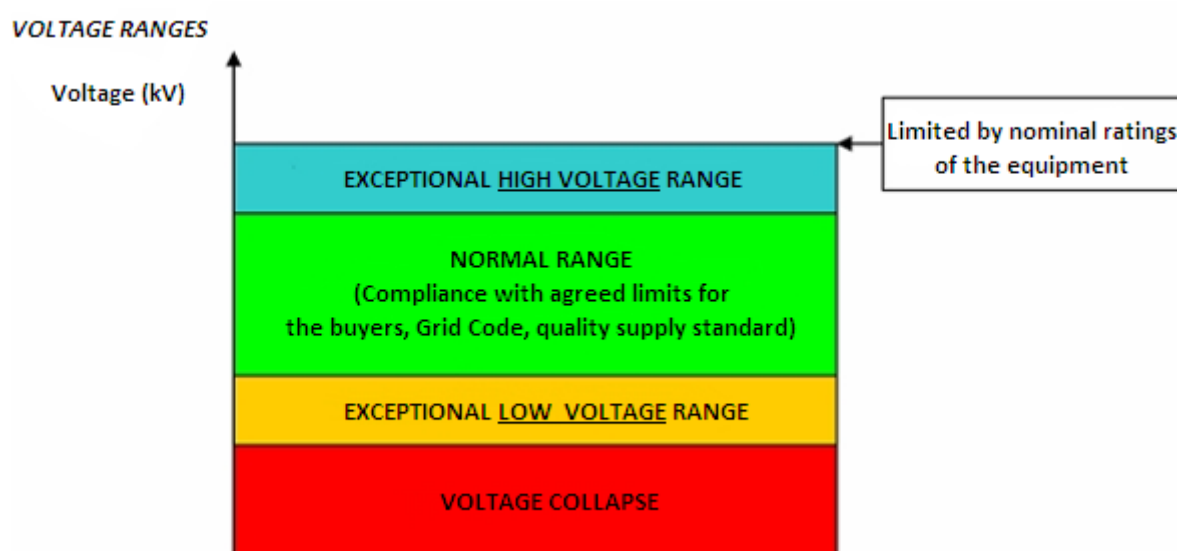 VOLTAGE RANGES
Voltage (kV)
Limited by nominal ratings
of the equipment
EXCEPTIONAL HIGH VOLTAGE RANGE
NORMAL RANGE
(Compliance with agreed limits for
the buyers, Grid Code, quality supply standard)
EXCEPTIONAL LOW VOLTAGE RANGE
VOLTAGE COLLAPSE